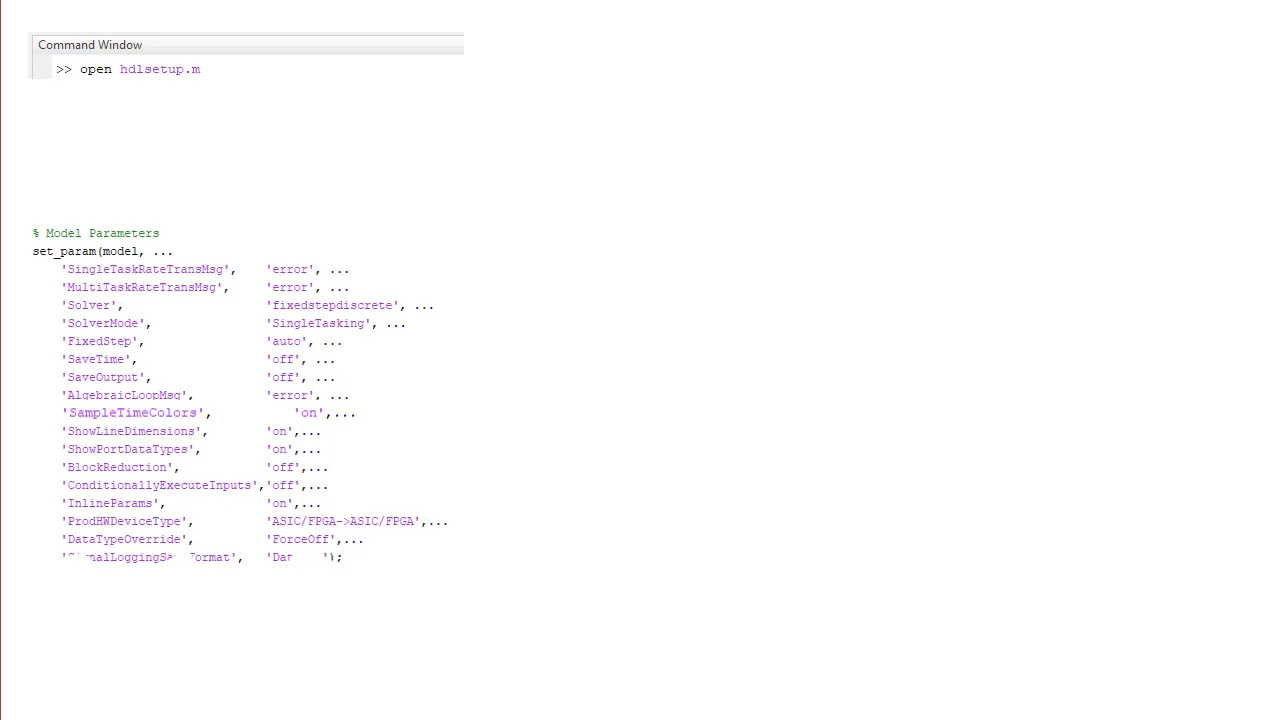 Command Window
>> open hdlsetup.m
% Model Parameters
set_param(model, ...
'SingleTaskRateTransMsg', 'error', ...
'MultiTaskRateTransMsg', 'error', ...
'Solver', 'fixedstepdiscrete', ...
'SolverMode', 'SingleTasking', ...
'FixedStep', 'auto', ...
'SaveTime', 'off', ...
'SaveOutput', 'off', ...
'AlgebraicLoopMsg', 'error', ...
'SampleTimeColors', 'on',...
'ShowLineDimensions', 'on',...
'ShowPortDataTypes', 'on',...
'BlockReduction', 'off',...
'ConditionallyExecuteInputs','off',...
'InlineParams', 'on',...
'ProdHWDeviceType', 'ASIC/FPGA->ASIC/FPGA',...
'DataTypeOverride', 'ForceOff',...